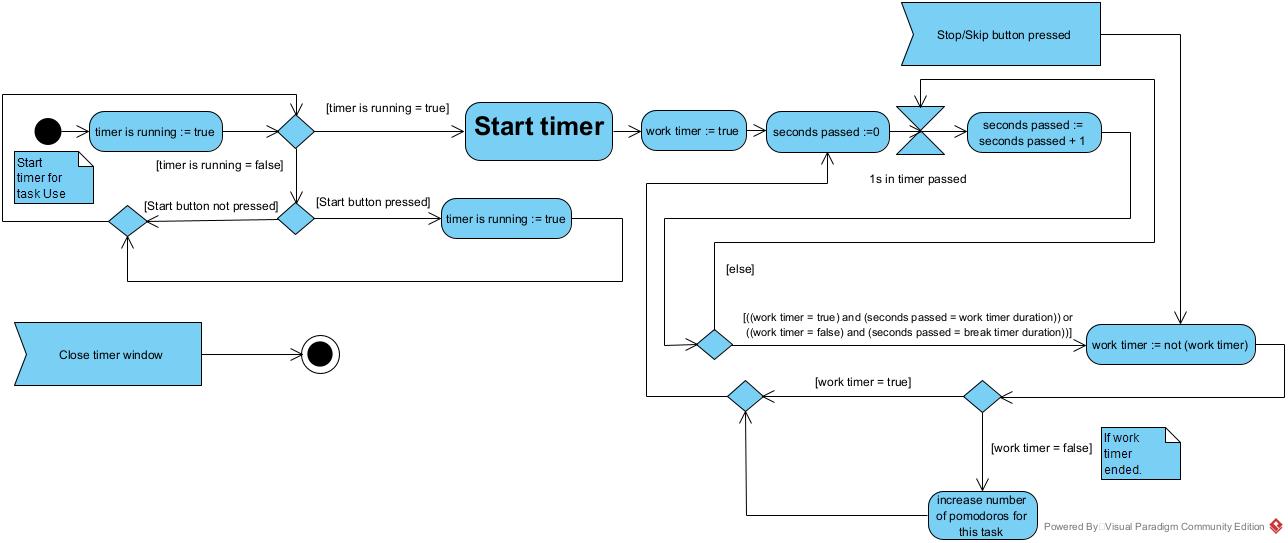 Stop/Skip button pressed
[timer is running = true]
timer is running := true
Start timer
work timer := true
seconds passed :=0
seconds passed :=
seconds passed + 1
Start
timer for
task Use
[timer is running = false]
1s in timer passed
[Start button not pressed]
[Start button pressed]
timer is running := true
[else]
[((work timer = true) and (seconds passed = work timer duration)) or
((work timer = false) and (seconds passed = break timer duration))]
Close timer window
work timer := not (work timer)
[work timer = true]
[work timer = false]
If work
timer
ended.
increase number
of pomodoros for
this task
Powered By Visual Paradigm Community Edition